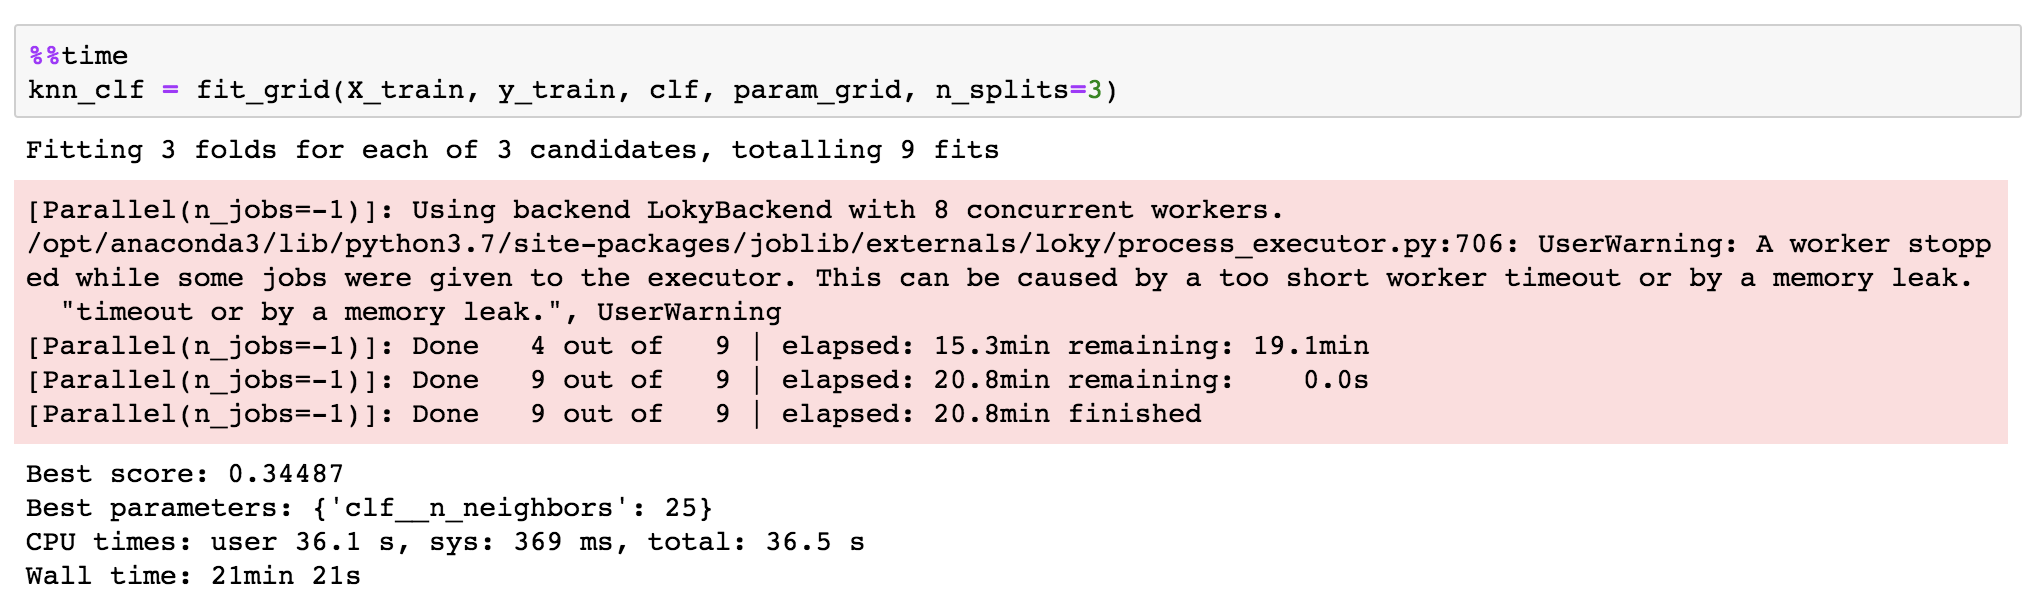 %%time
knn_clf = fit_grid(X_train, y_train, clf, param_grid, n_splits=3)
Fitting 3 folds for each of 3 candidates, totalling 9 fits
[Parallel(n_jobs=-1)]: Using backend LokyBackend with 8 concurrent workers.
/opt/anaconda3/lib/python3.7/site-packages/joblib/externals/loky/process_executor.py:706: UserWarning: A worker stopp
ed while some jobs were given to the executor. This can be caused by a too short worker timeout or by a memory leak.
  "timeout or by a memory leak.", UserWarning
[Parallel(n_jobs=-1)]: Done   4 out of   9 | elapsed: 15.3min remaining: 19.1min
[Parallel(n_jobs=-1)]: Done   9 out of   9 | elapsed: 20.8min remaining:    0.0s
[Parallel(n_jobs=-1)]: Done   9 out of   9 | elapsed: 20.8min finished
Best score: 0.34487
Best parameters: {'clf__n_neighbors': 25}
CPU times: user 36.1 s, sys: 369 ms, total: 36.5 s
Wall time: 21min 21s